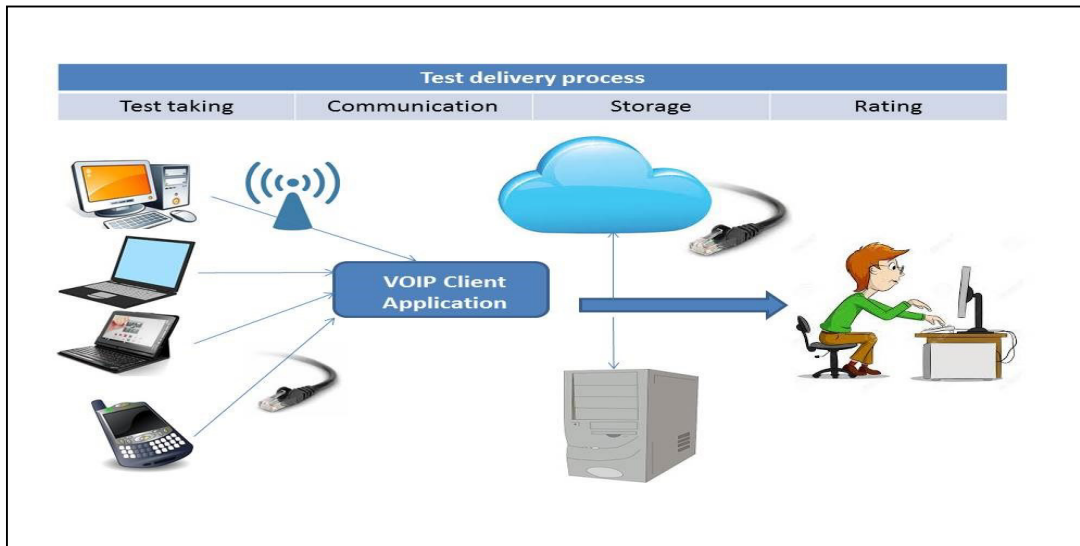 Test delivery process
Test taking Communication Storage Rating
VOIP Client
Application